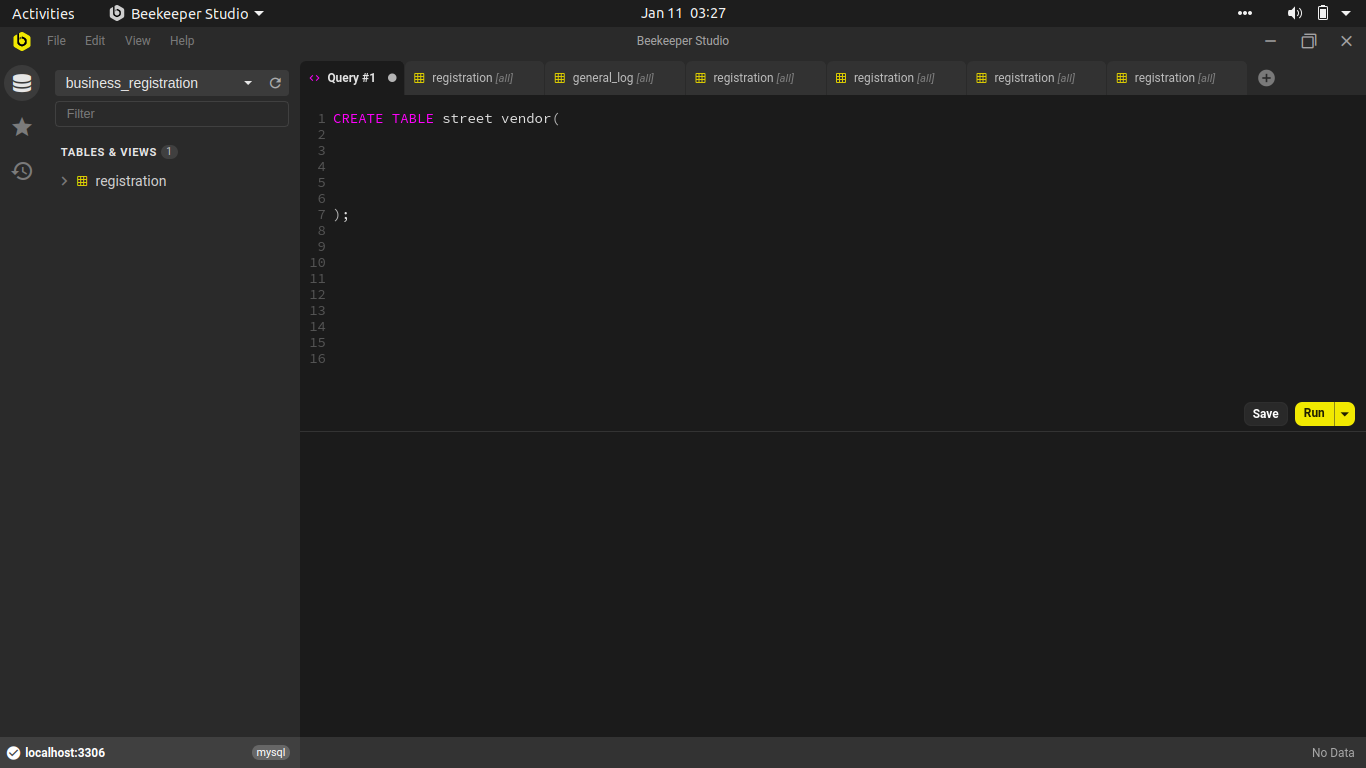 Activities
Beekeeper Studio
Jan 11 03:27
File Edit View Help
Beekeeper Studio
business_registration
Filter
TABLES & VIEWS 1
registration
<> Query #1
registration [all]
general_log [all]
registration [all]
registration [all]
registration [all]
registration [all]
1 CREATE TABLE street vendor(
2
3
4
5
6
7 );
8
9
10
11
12
13
14
15
16
Save
Run
localhost:3306
mysql
No Data